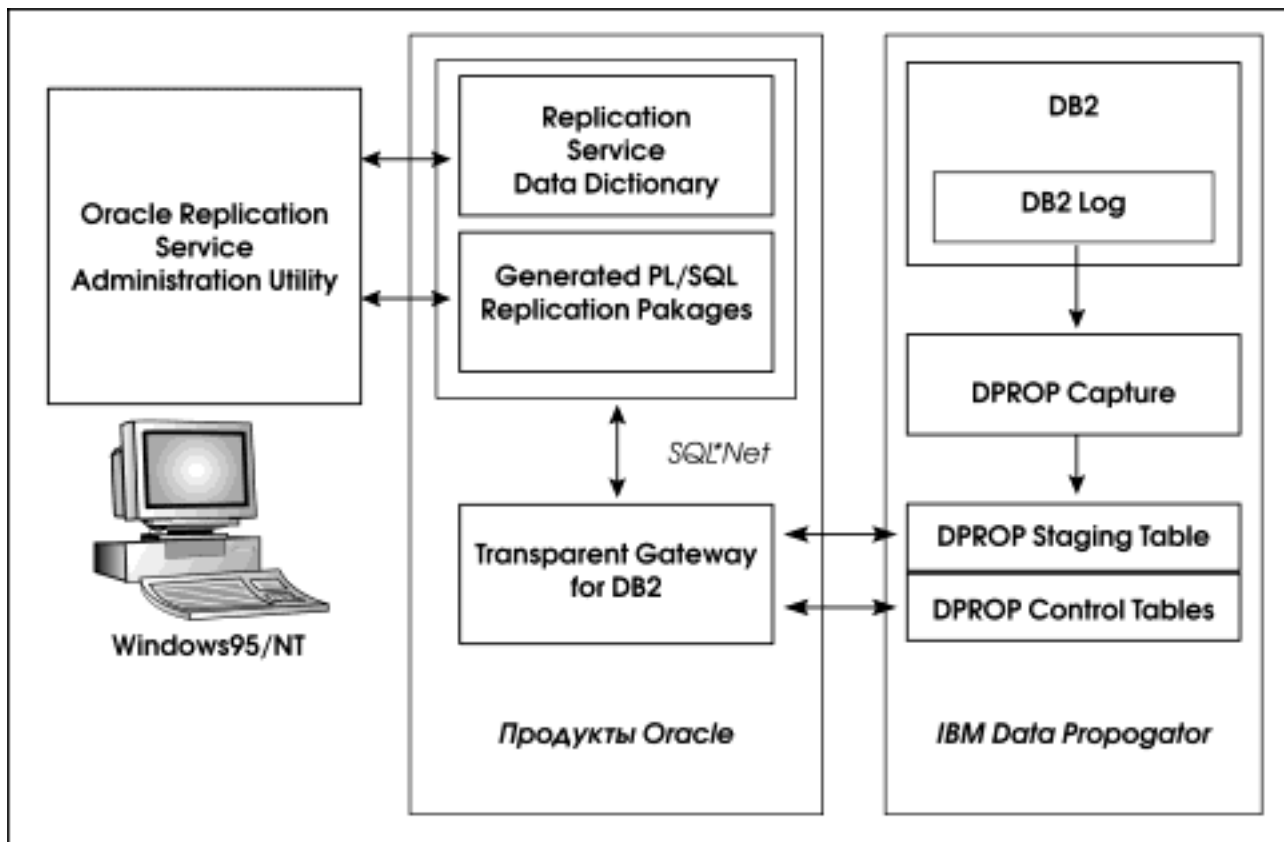 Oracle Replication
Service
Administration Utility
Windows95/NT
Replication
Service
Data Dictionary
Generated PL/SQL
Replication Pakages
SQL*Net
Transparent Gateway
for DB2
Продукты Oracle
DB2
DB2 Log
DPROP Capture
DPROP Staging Table
DPROP Control Tables
IBM Data Propogator